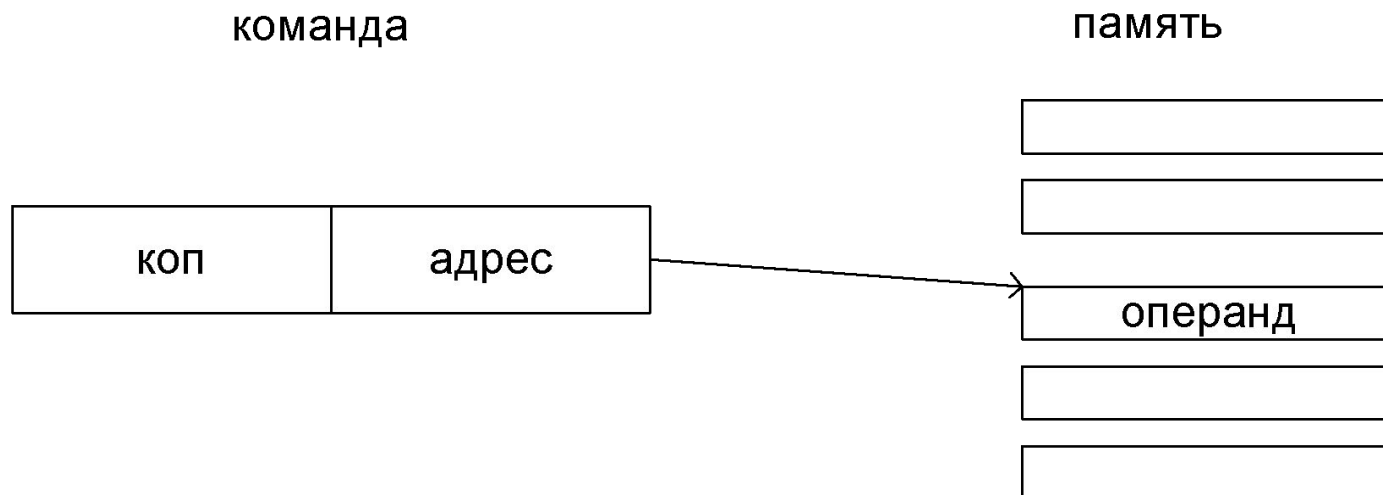 команда
память
коп
адрес
операнд